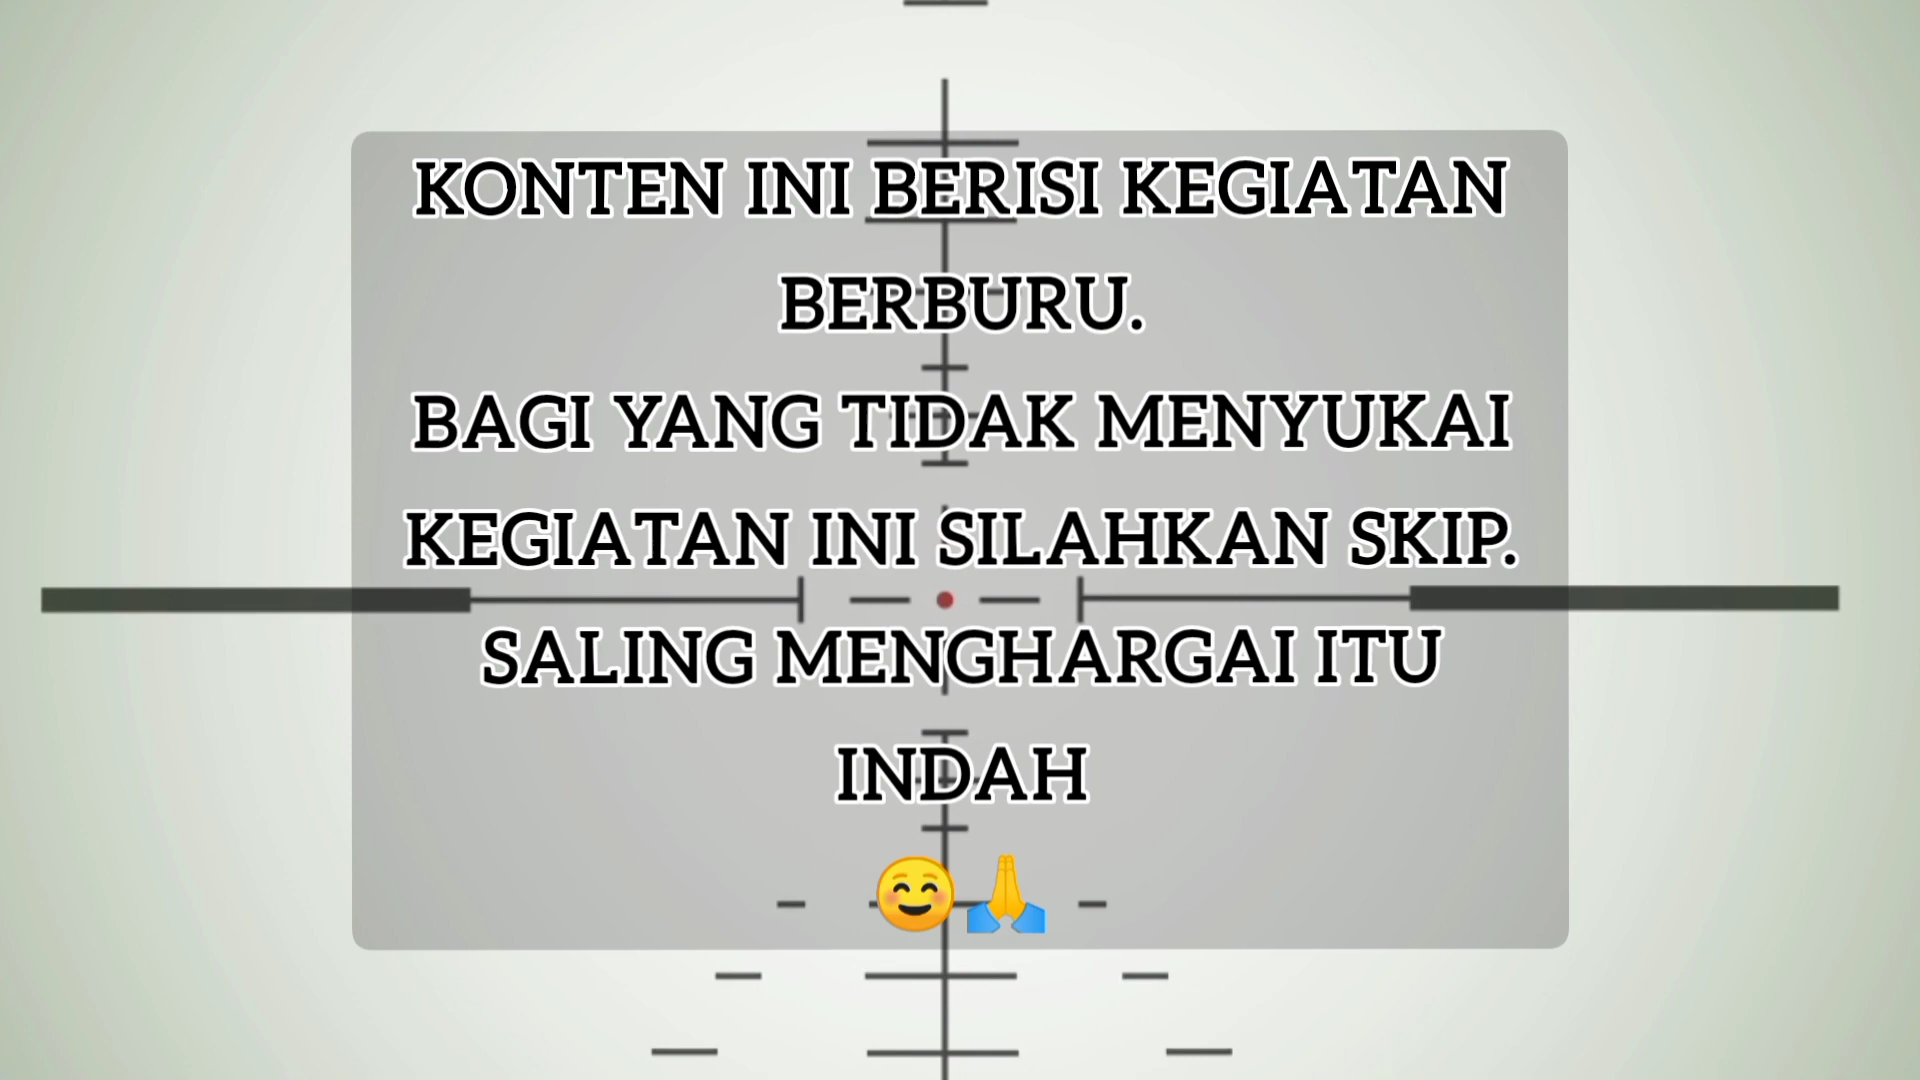 KONTEN INI BERISI KEGIATAN
BERBURU.
BAGI YANG TIDAK MENYUKAI
KEGIATAN INI SILAHKAN SKIP.
SALING MENGHARGAI ITU
INDAH
☺️🙏